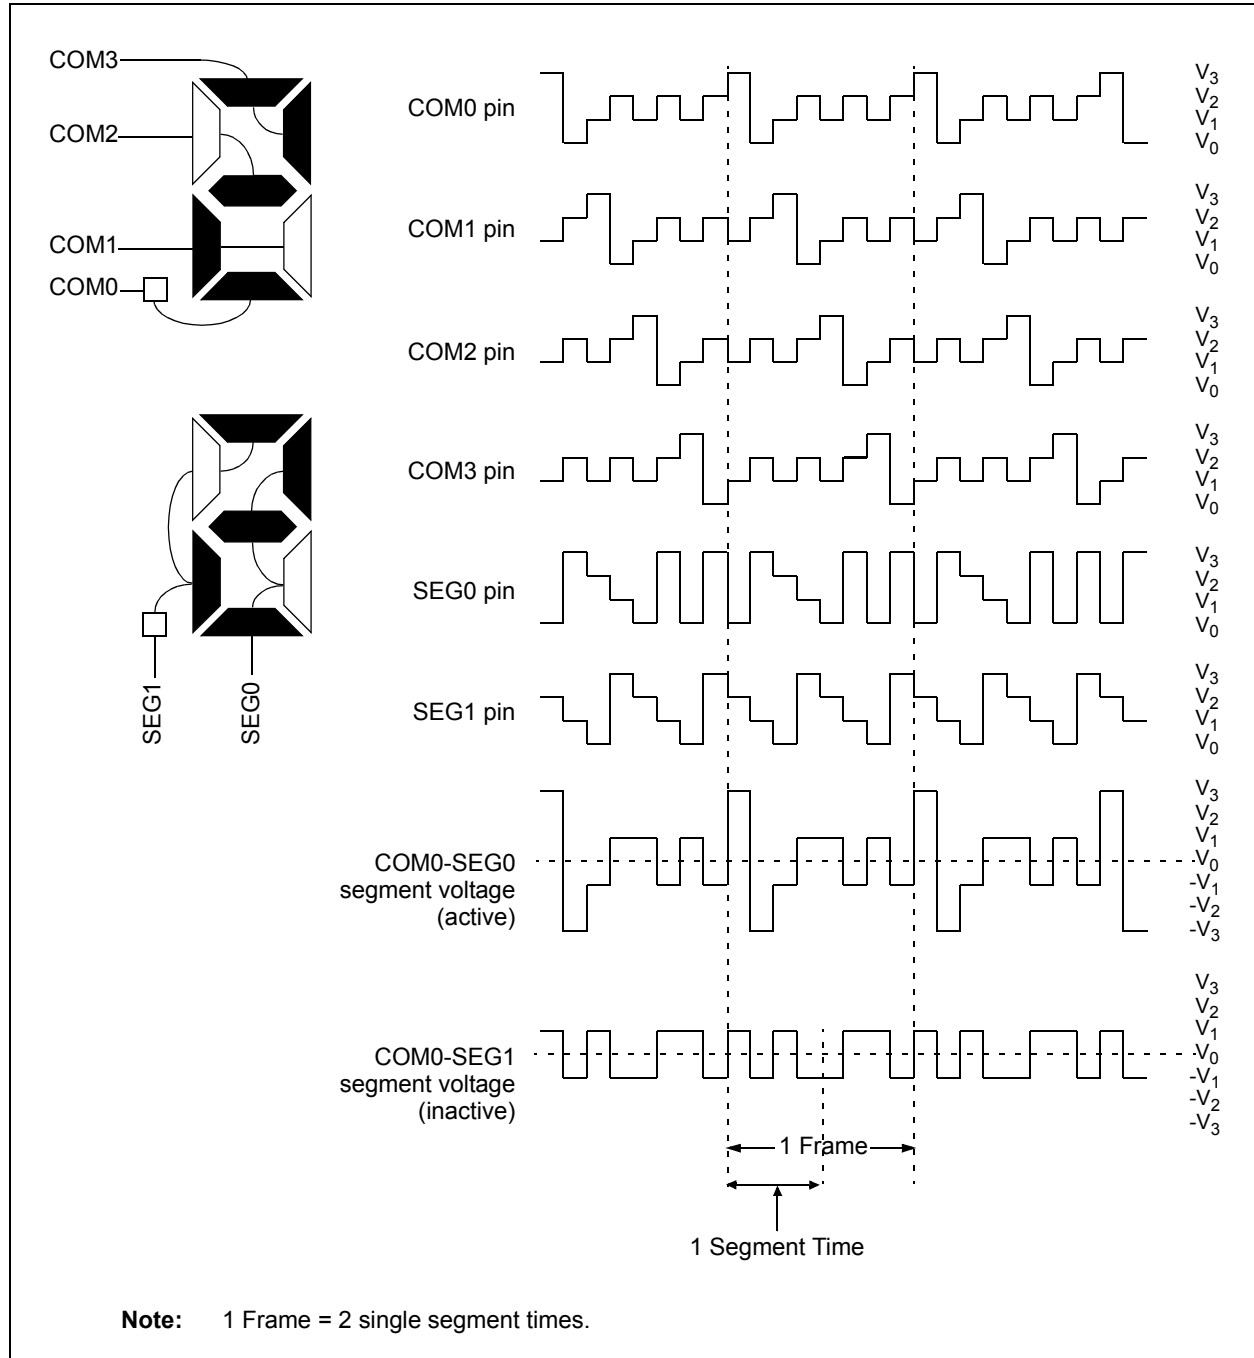 COM3
COM2
COM1
COM0
SEG1
SEG0
COM0 pin
V3
V2
V1
V0
COM1 pin
V3
V2
V1
V0
COM2 pin
V3
V2
V1
V0
COM3 pin
V3
V2
V1
V0
SEG0 pin
V3
V2
V1
V0
SEG1 pin
V3
V2
V1
V0
COM0-SEG0
segment voltage
(active)
V3
V2
V1
V0
-V1
-V2
-V3
COM0-SEG1
segment voltage
(inactive)
V3
V2
V1
V0
-V1
-V2
-V3
1 Frame
1 Segment Time
Note: 1 Frame = 2 single segment times.